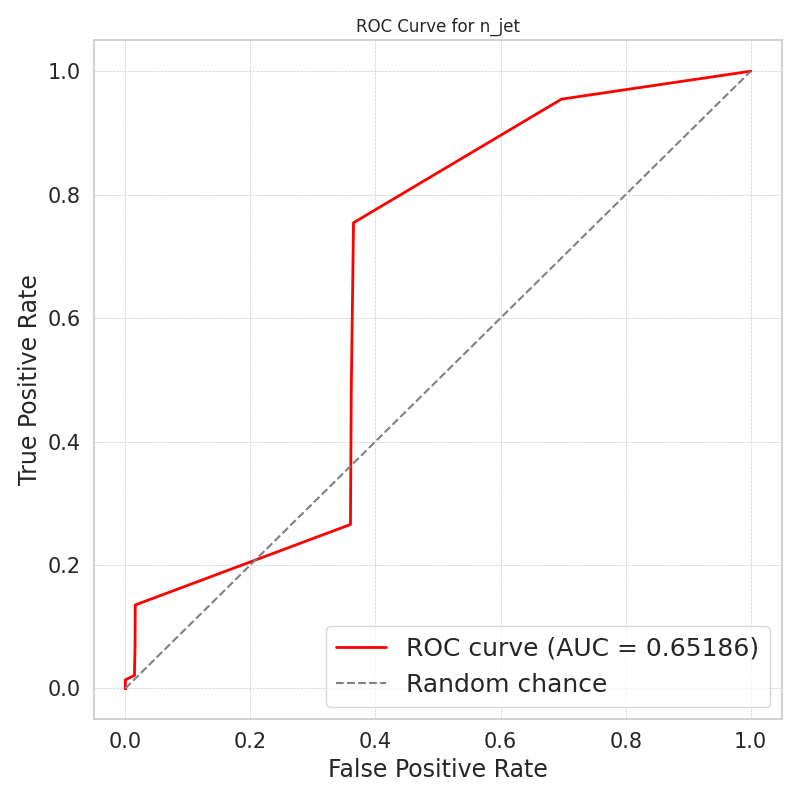 ROC Curve for n_jet
True Positive Rate
1.0
0.8
0.6
0.4
0.2
0.0
ROC curve (AUC = 0.65186)
Random chance
0.0 0.2 0.4 0.6 0.8 1.0
False Positive Rate